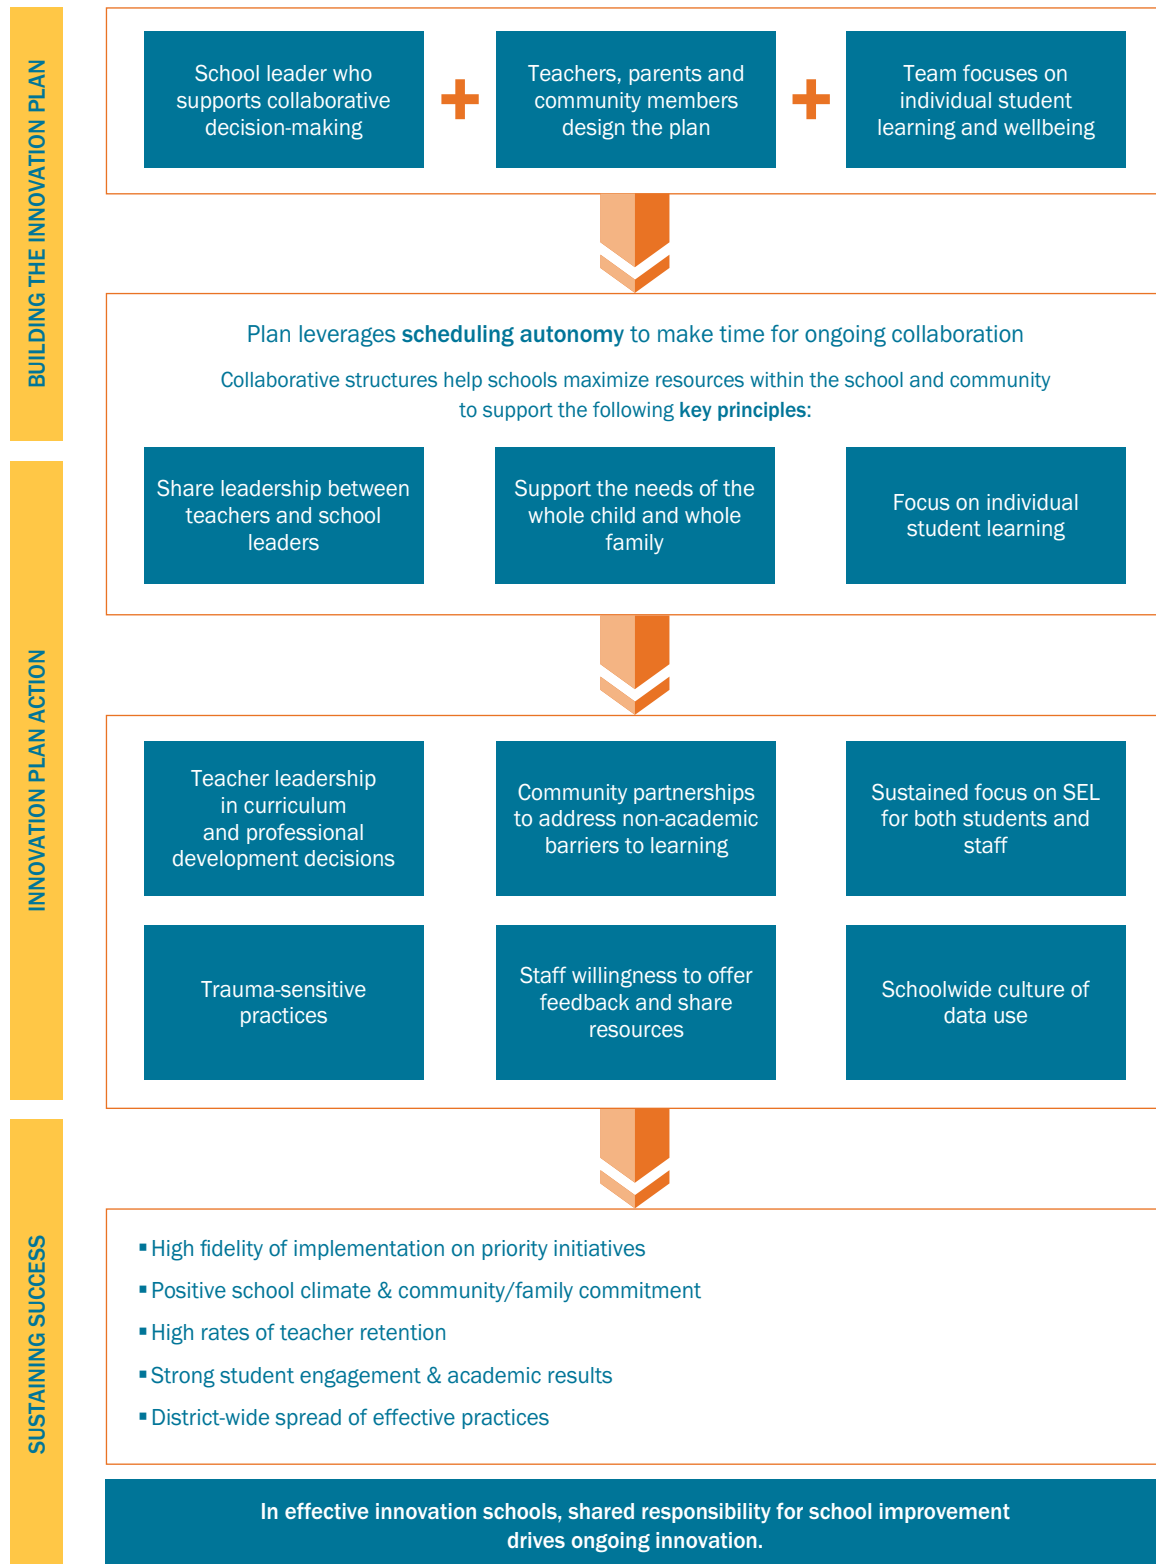 BUILDING THE INNOVATION PLAN
School leader who
supports collaborative
decision-making
+
Teachers, parents and
community members
design the plan
+
Team focuses on
individual student
learning and wellbeing
Plan leverages scheduling autonomy to make time for ongoing collaboration
Collaborative structures help schools maximize resources within the school and community
to support the following key principles:
INNOVATION PLAN ACTION
Share leadership between
teachers and school
leaders
Support the needs of the
whole child and whole
family
Focus on individual
student learning
Teacher leadership
in curriculum
and professional
development decisions
Community partnerships
to address non-academic
barriers to learning
Sustained focus on SEL
for both students and
staff
Trauma-sensitive
practices
Staff willingness to offer
feedback and share
resources
Schoolwide culture of
data use
SUSTAINING SUCCESS
▪ High fidelity of implementation on priority initiatives
▪ Positive school climate & community/family commitment
▪ High rates of teacher retention
▪ Strong student engagement & academic results
▪ District-wide spread of effective practices
In effective innovation schools, shared responsibility for school improvement
drives ongoing innovation.